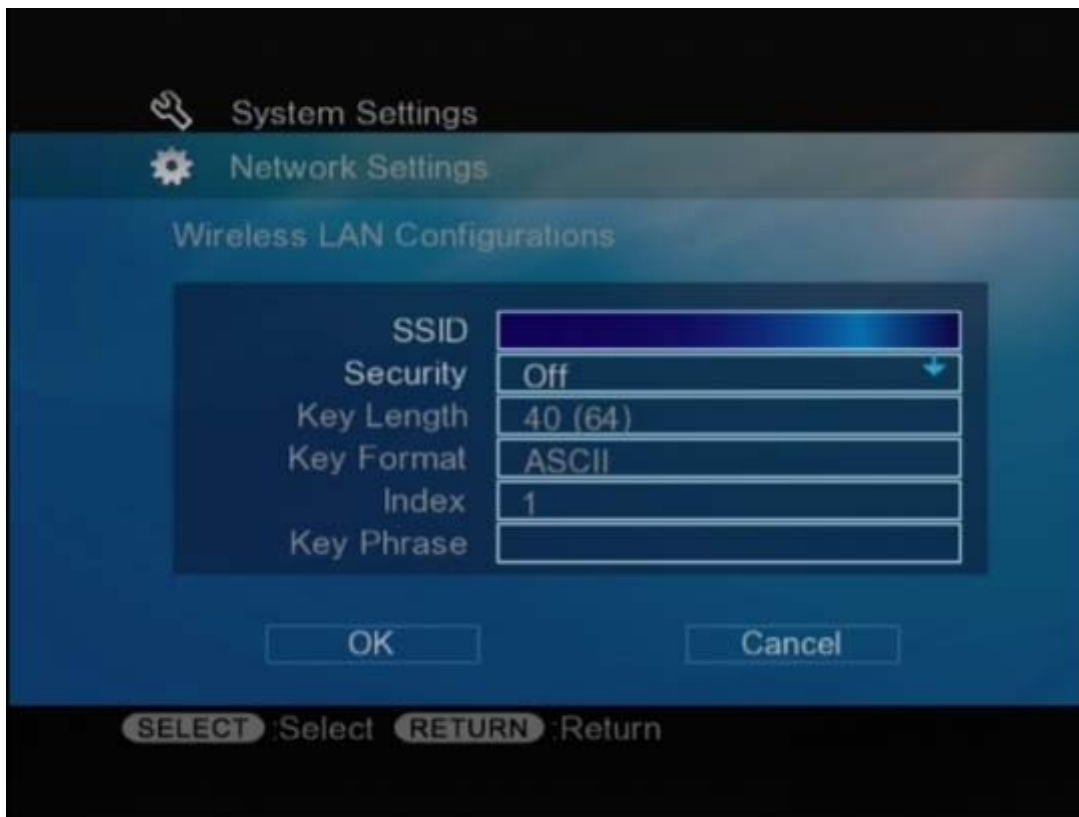 System Settings
Network Settings
Wireless LAN Configurations
SSID
Security Off
Key Length 40 (64)
Key Format ASCII
Index 1
Key Phrase
OK Cancel
SELECT :Select RETURN :Return